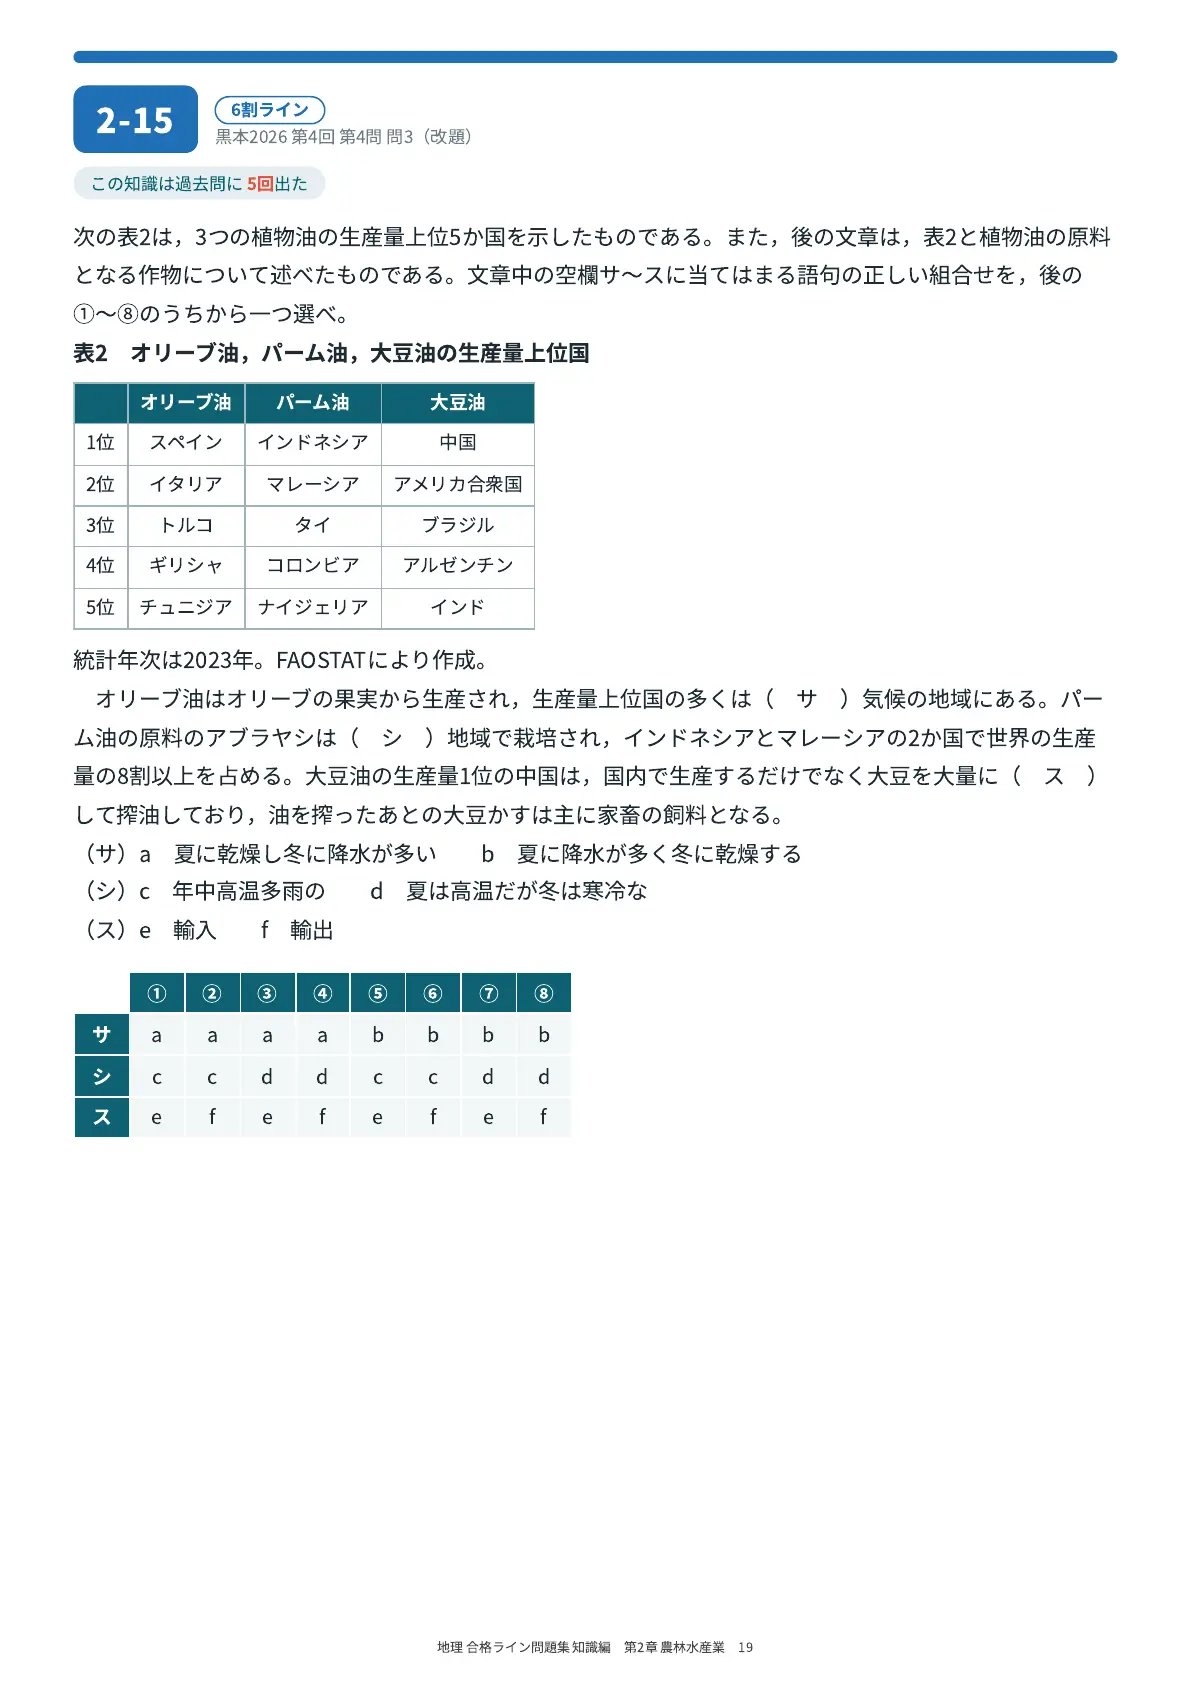 2-15
6割ライン
黒本2026 第4回 第4問 問3（改題）
この知識は過去問に 5回出た
次の表2は，3つの植物油の生産量上位5か国を示したものである。また，後の文章は，表2と植物油の原料
となる作物について述べたものである。文章中の空欄サ～スに当てはまる語句の正しい組合せを，後の
①～⑧のうちから一つ選べ。
表2　オリーブ油，パーム油，大豆油の生産量上位国
オリーブ油 パーム油 大豆油
1位 スペイン インドネシア 中国
2位 イタリア マレーシア アメリカ合衆国
3位 トルコ タイ ブラジル
4位 ギリシャ コロンビア アルゼンチン
5位 チュニジア ナイジェリア インド
統計年次は2023年。FAOSTATにより作成。
　オリーブ油はオリーブの果実から生産され，生産量上位国の多くは（　サ　）気候の地域にある。パー
ム油の原料のアブラヤシは（　シ　）地域で栽培され，インドネシアとマレーシアの2か国で世界の生産
量の8割以上を占める。大豆油の生産量1位の中国は，国内で生産するだけでなく大豆を大量に（　ス　）
して搾油しており，油を搾ったあとの大豆かすは主に家畜の飼料となる。
（サ）a　夏に乾燥し冬に降水が多い　　b　夏に降水が多く冬に乾燥する
（シ）c　年中高温多雨の　　d　夏は高温だが冬は寒冷な
（ス）e　輸入　　f　輸出
① ② ③ ④ ⑤ ⑥ ⑦ ⑧
サ a a a a b b b b
シ c c d d c c d d
ス e f e f e f e f
地理 合格ライン問題集 知識編　第2章 農林水産業　19